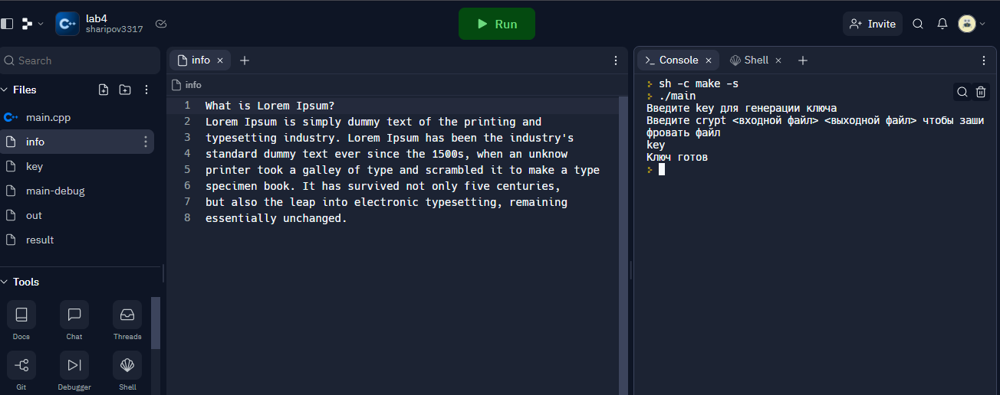 lab4
sharipov3317
Run
Invite
Search
Files
C++ main.cpp
info
key
main-debug
out
result
Tools
Docs
Chat
Threads
Git
Debugger
Shell
info
info
1 What is Lorem Ipsum?
2 Lorem Ipsum is simply dummy text of the printing and
3 typesetting industry. Lorem Ipsum has been the industry's
4 standard dummy text ever since the 1500s, when an unknow
5 printer took a galley of type and scrambled it to make a type
6 specimen book. It has survived not only five centuries,
7 but also the leap into electronic typesetting, remaining
8 essentially unchanged.
Console
Shell
sh -c make -s
./main
Введите key для генерации ключа
Введите crypt <входной файл> <выходной файл> чтобы заши
фровать файл
key
Ключ готов